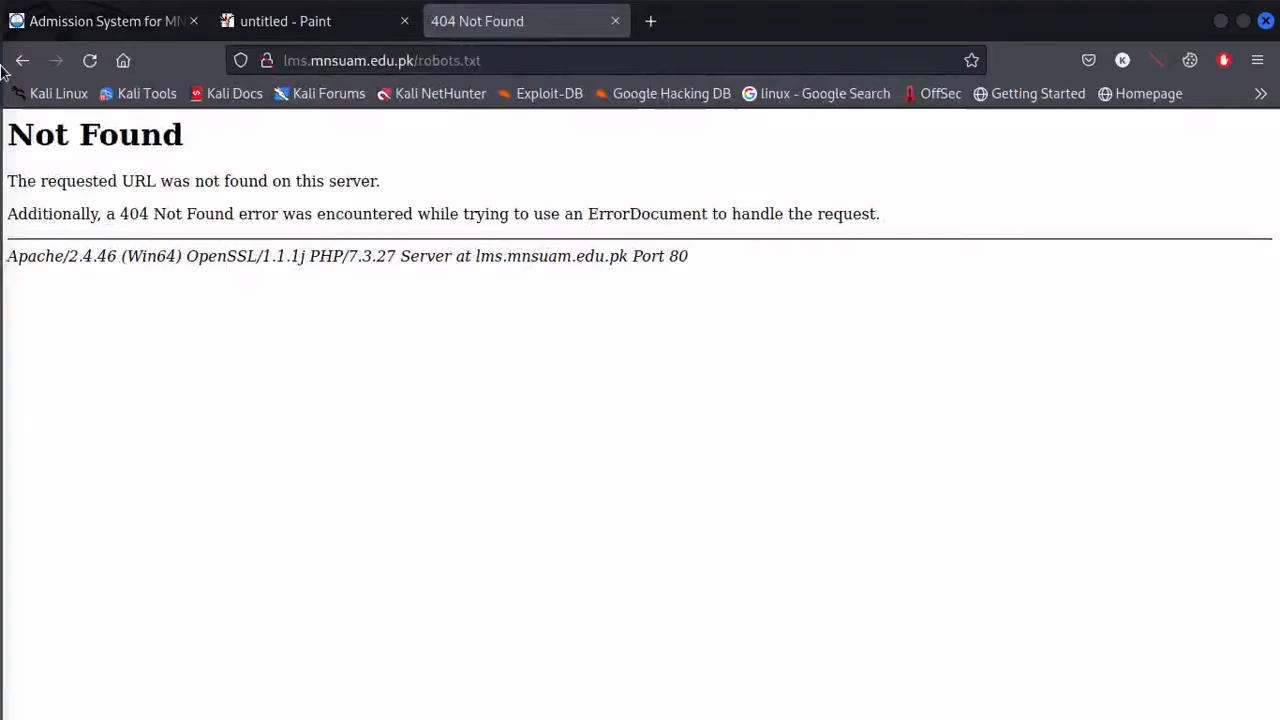 Admission System for MN
untitled - Paint
404 Not Found
lms.mnsuam.edu.pk/robots.txt
Kali Linux
Kali Tools
Kali Docs
Kali Forums
Kali NetHunter
Exploit-DB
Google Hacking DB
linux - Google Search
OffSec
Getting Started
Homepage
Not Found
The requested URL was not found on this server.
Additionally, a 404 Not Found error was encountered while trying to use an ErrorDocument to handle the request.
Apache/2.4.46 (Win64) OpenSSL/1.1.1j PHP/7.3.27 Server at lms.mnsuam.edu.pk Port 80